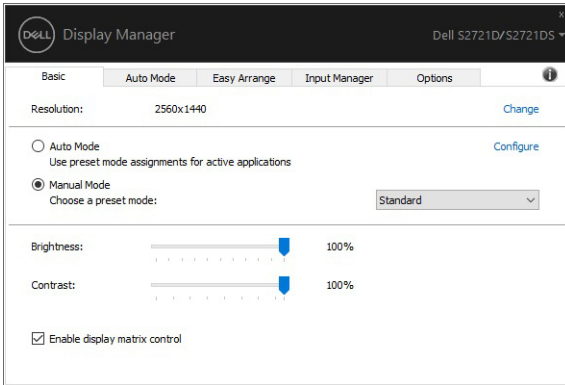 DELL Display Manager
Dell S2721D/S2721DS
Basic Auto Mode Easy Arrange Input Manager Options
Resolution: 2560x1440 Change
Auto Mode Configure
Use preset mode assignments for active applications
Manual Mode
Choose a preset mode: Standard
Brightness: 100%
Contrast: 100%
Enable display matrix control